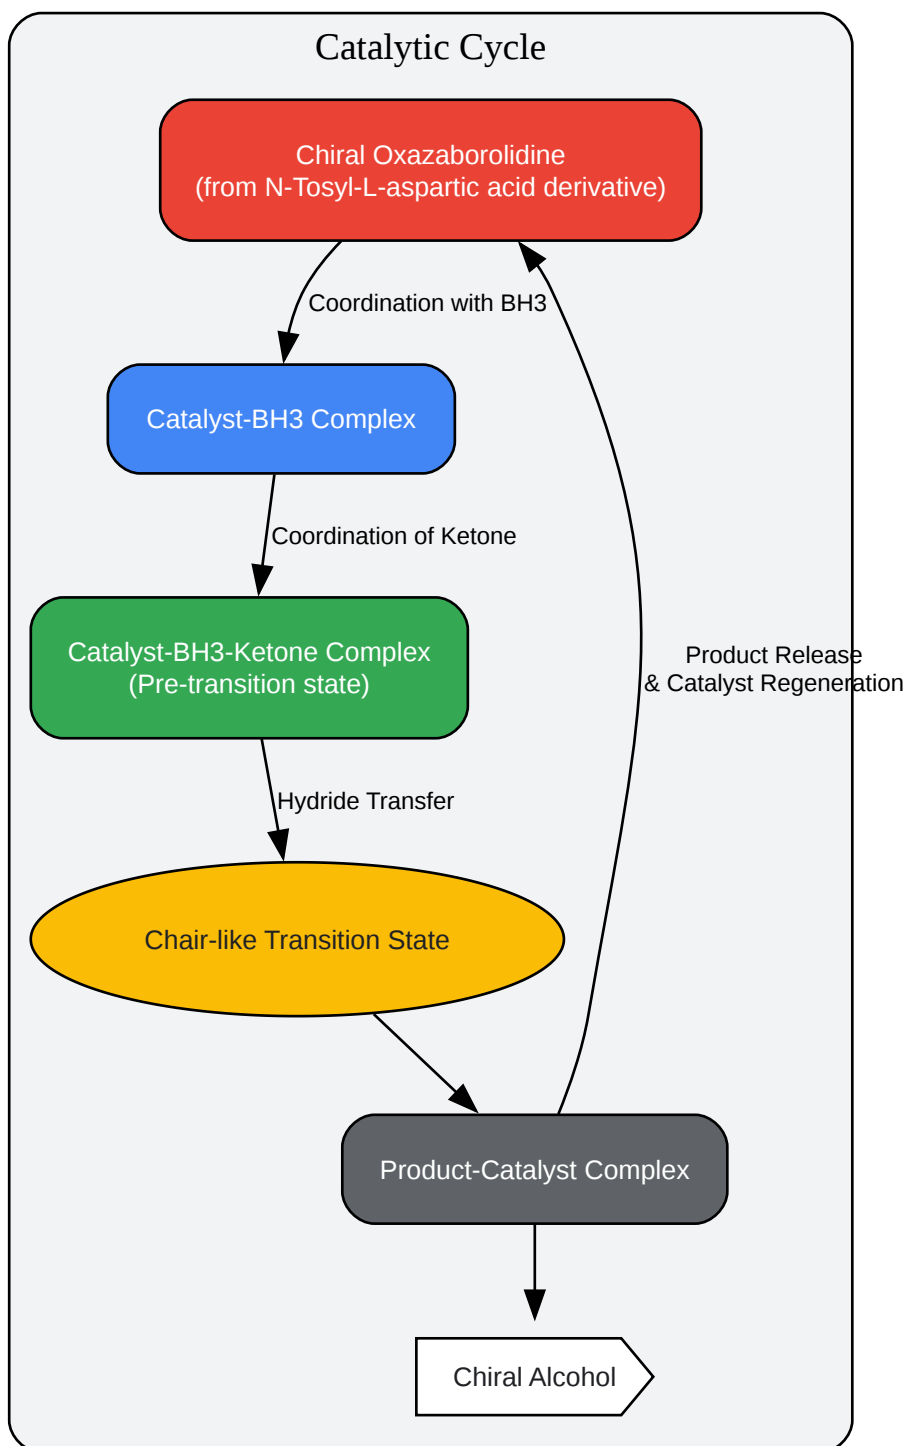 Catalytic Cycle
Chiral Oxazaborolidine
(from N-Tosyl-L-aspartic acid derivative)
Coordination with BH3
Catalyst-BH3 Complex
Coordination of Ketone
Catalyst-BH3-Ketone Complex
(Pre-transition state)
Product Release
& Catalyst Regeneration
Hydride Transfer
Chair-like Transition State
Product-Catalyst Complex
Chiral Alcohol